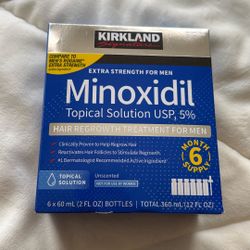 COMPARE TO
MEN'S ROGAINE®
EXTRA STRENGTH
KIRKLAND
Signature
EXTRA STRENGTH FOR MEN
Minoxidil
Topical Solution USP, 5%
HAIR REGROWTH TREATMENT FOR MEN
• Clinically Proven to Help Regrow Hair
• Reactivates Hair Follicles to Stimulate Regrowth
• #1 Dermatologist Recommended Active Ingredient
MONTH
6
SUPPLY
TOPICAL
SOLUTION
Unscented
NOT FOR USE BY WOMEN
6 x 60 mL (2 FL OZ) BOTTLES
TOTAL 360 mL (12 FL OZ)